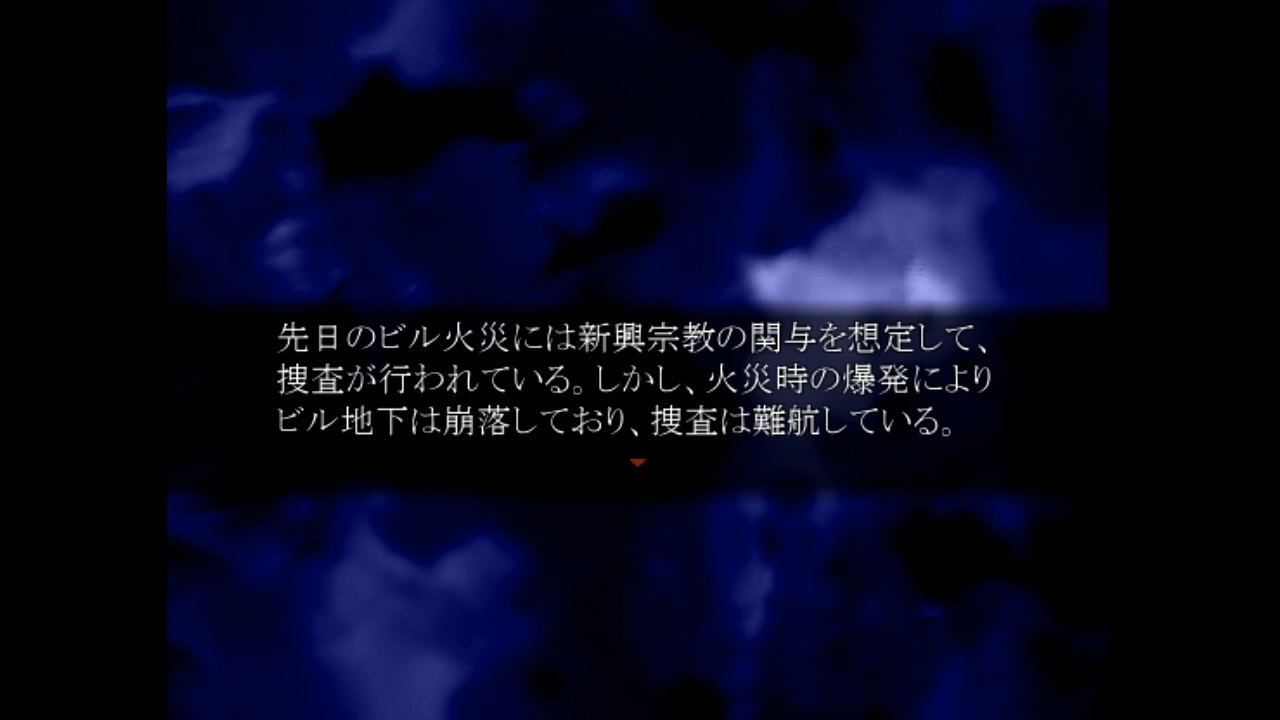 先日のビル火災には新興宗教の関与を想定して、
捜査が行われている。しかし、火災時の爆発により
ビル地下は崩落しており、捜査は難航している。